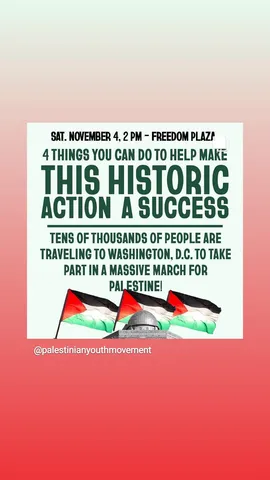 SAT. NOVEMBER 4, 2 PM - FREEDOM PLAZA
4 THINGS YOU CAN DO TO HELP MAKE
THIS HISTORIC
ACTION A SUCCESS
TENS OF THOUSANDS OF PEOPLE ARE
TRAVELING TO WASHINGTON, D.C. TO TAKE
PART IN A MASSIVE MARCH FOR
PALESTINE!
@palestinianyouthmovement